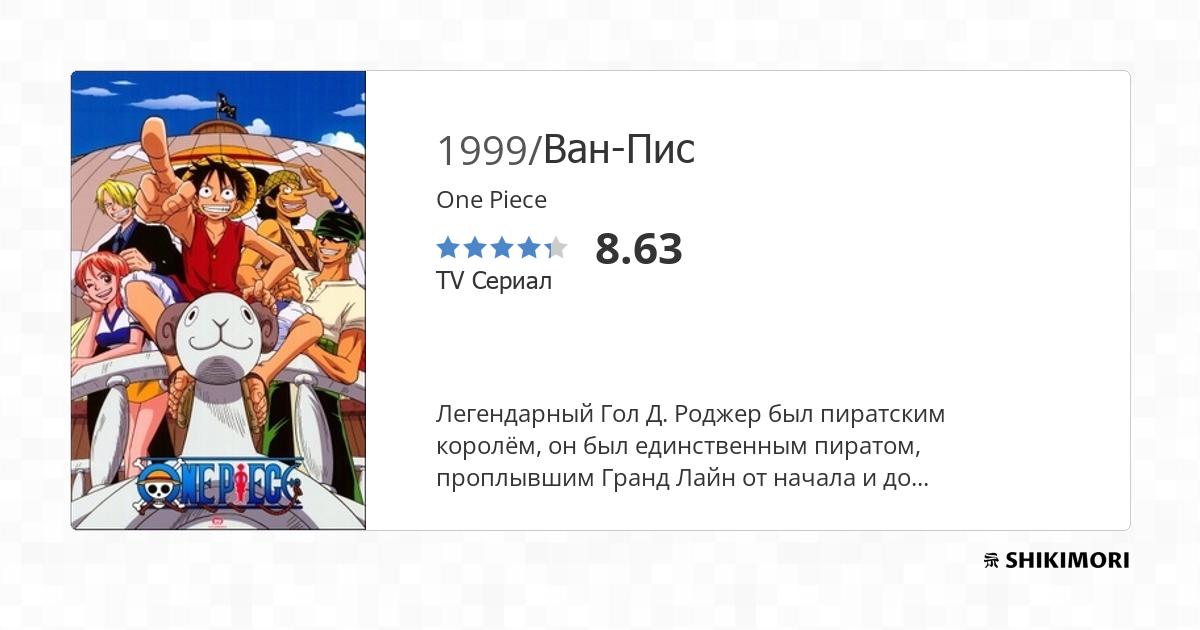 1999/Ван-Пис
One Piece
8.63
TV Сериал
Легендарный Гол Д. Роджер был пиратским
королём, он был единственным пиратом,
проплывшим Гранд Лайн от начала и до...
ONE PIECE
SHIKIMORI